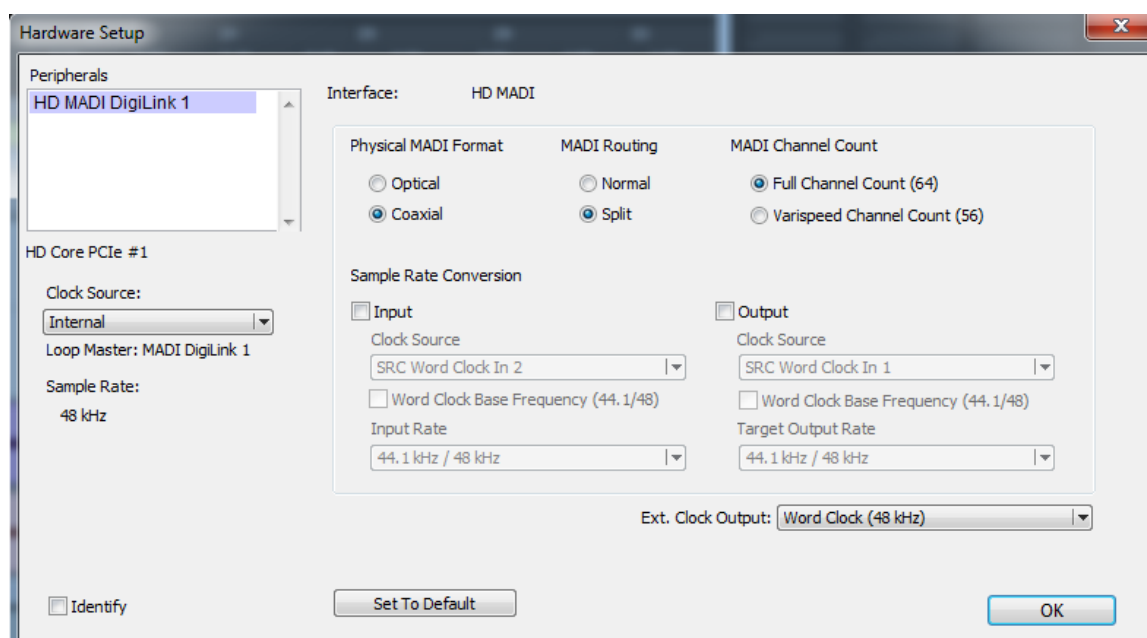 Hardware Setup
Peripherals
HD MADI DigiLink 1
HD Core PCIe #1
Clock Source:
Internal
Loop Master: MADI DigiLink 1
Sample Rate:
48 kHz
Identify
Interface: HD MADI
Physical MADI Format
Optical
Coaxial
MADI Routing
Normal
Split
MADI Channel Count
Full Channel Count (64)
Varispeed Channel Count (56)
Sample Rate Conversion
Input
Clock Source
SRC Word Clock In 2
Word Clock Base Frequency (44.1/48)
Input Rate
44.1 kHz / 48 kHz
Output
Clock Source
SRC Word Clock In 1
Word Clock Base Frequency (44.1/48)
Target Output Rate
44.1 kHz / 48 kHz
Ext. Clock Output: Word Clock (48 kHz)
Set To Default
OK